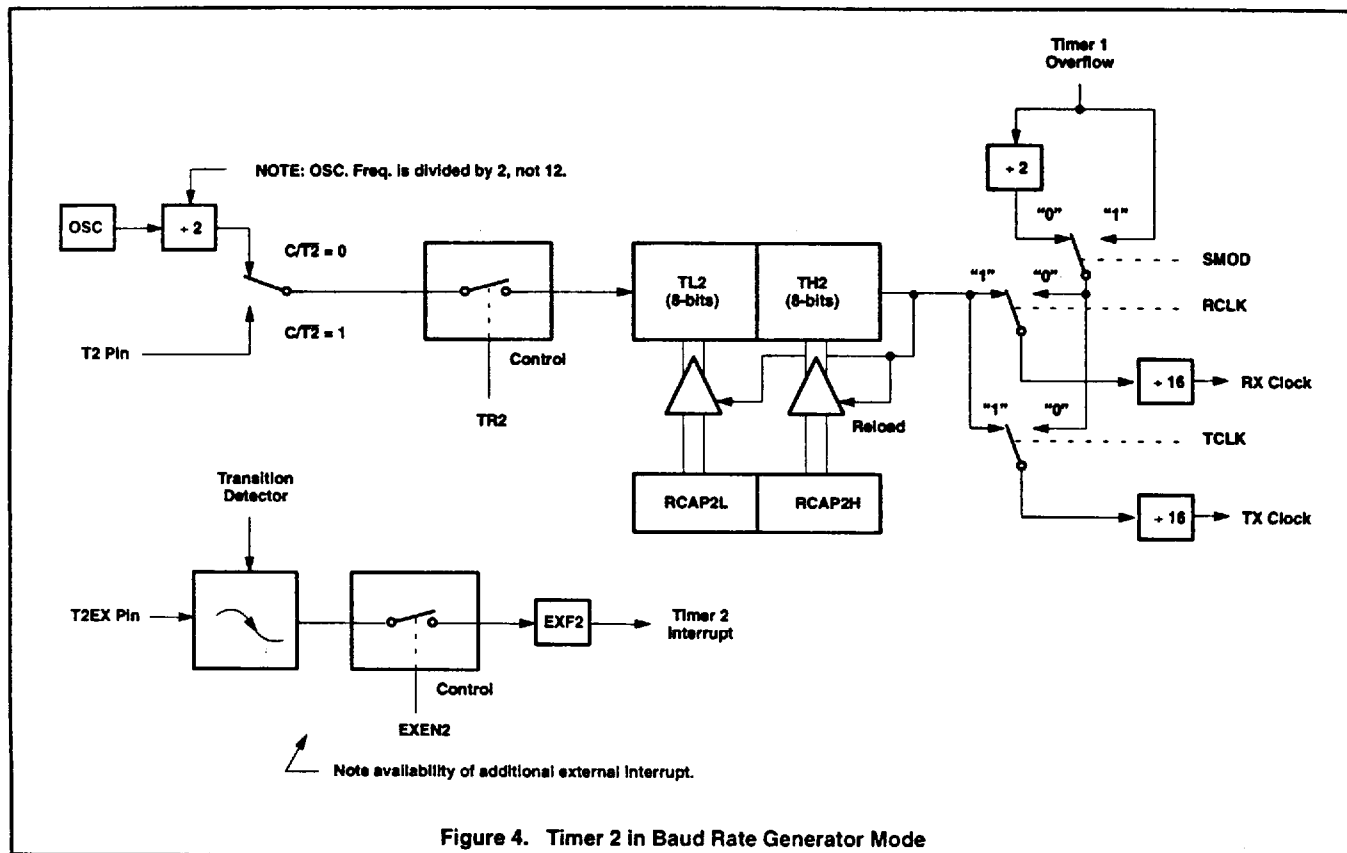 Timer 1
Overflow
÷ 2
NOTE: OSC. Freq. is divided by 2, not 12.
"0"
"1"
OSC
÷ 2
SMOD
C/T2̅ = 0
TL2
(8-bits)
TH2
(8-bits)
"1"
"0"
RCLK
C/T2̅ = 1
T2 Pin
Control
÷ 16
RX Clock
TR2
Reload
"1"
"0"
TCLK
Transition
Detector
RCAP2L
RCAP2H
÷ 16
TX Clock
T2EX Pin
EXF2
Timer 2
Interrupt
Control
EXEN2
Note availability of additional external interrupt.
Figure 4. Timer 2 in Baud Rate Generator Mode